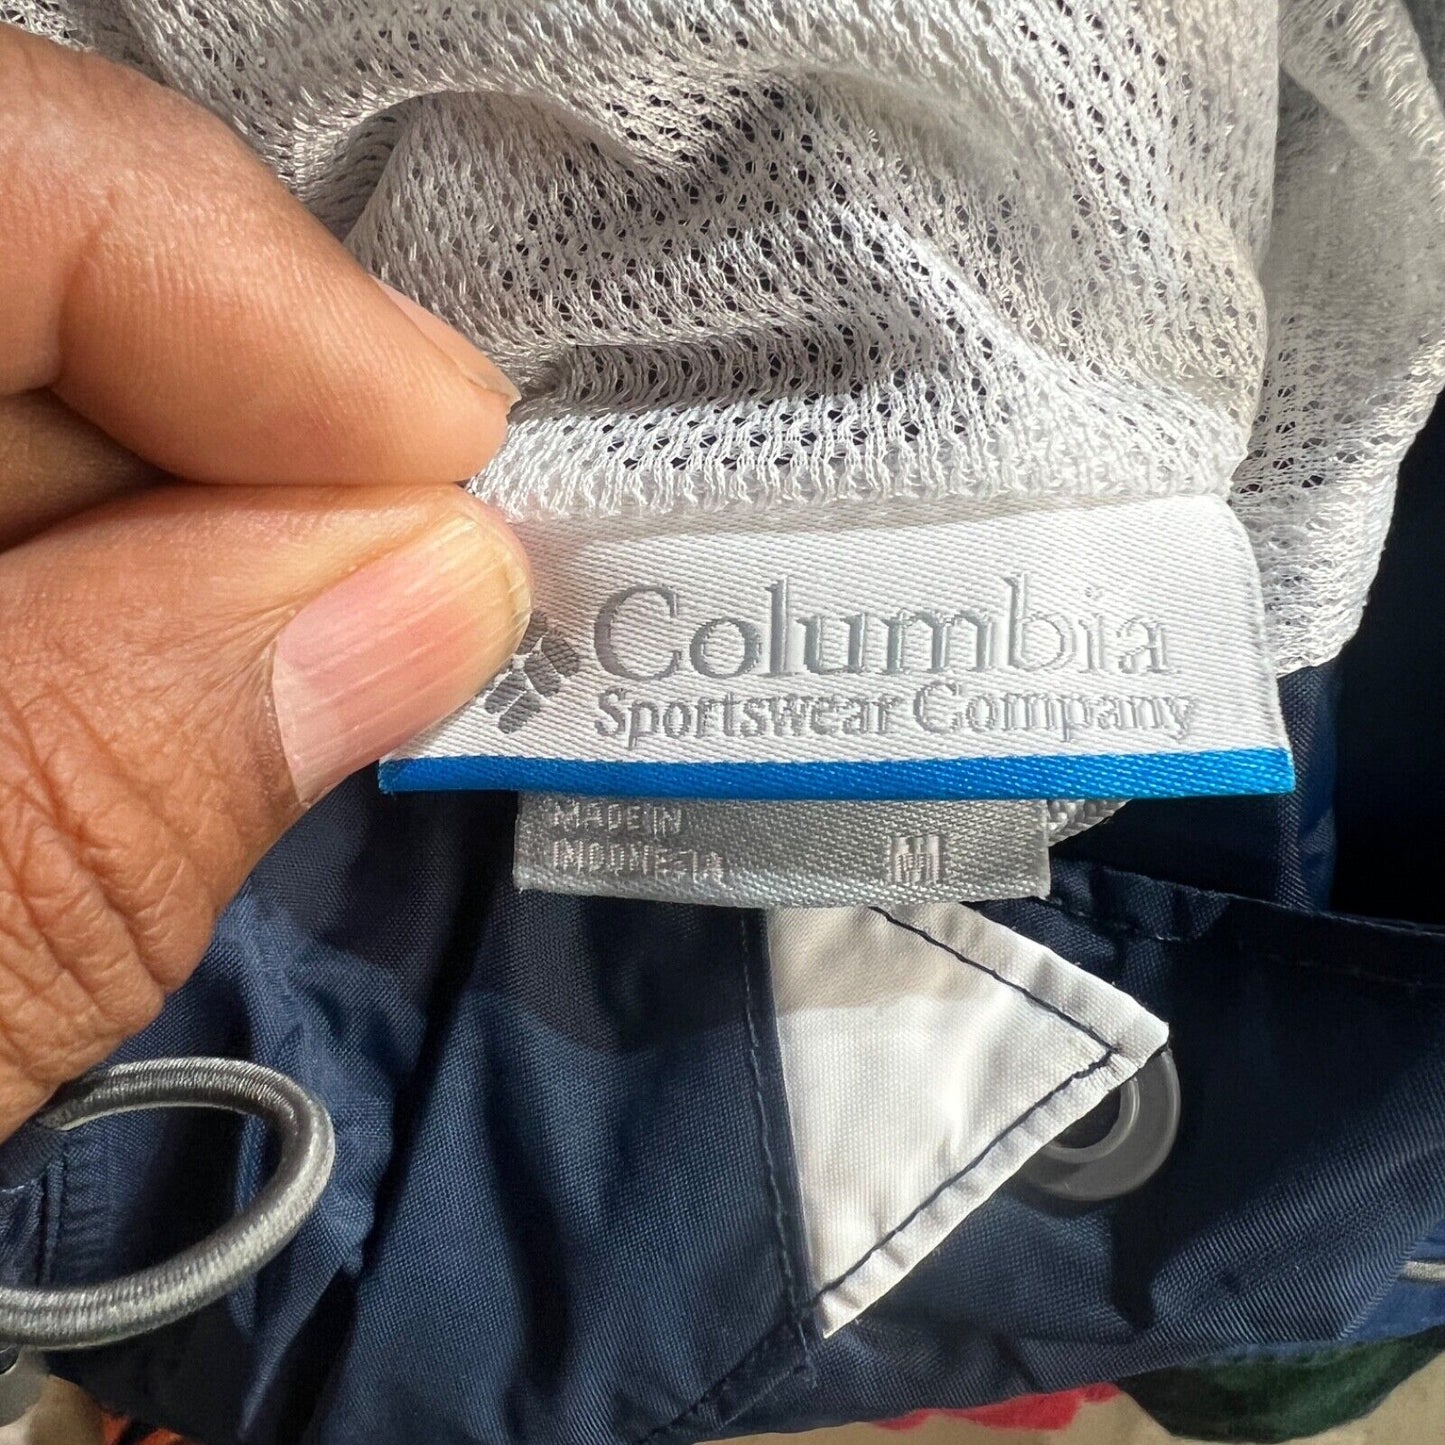 Columbia
Sportswear Company
MADE IN
INDONESIA
M